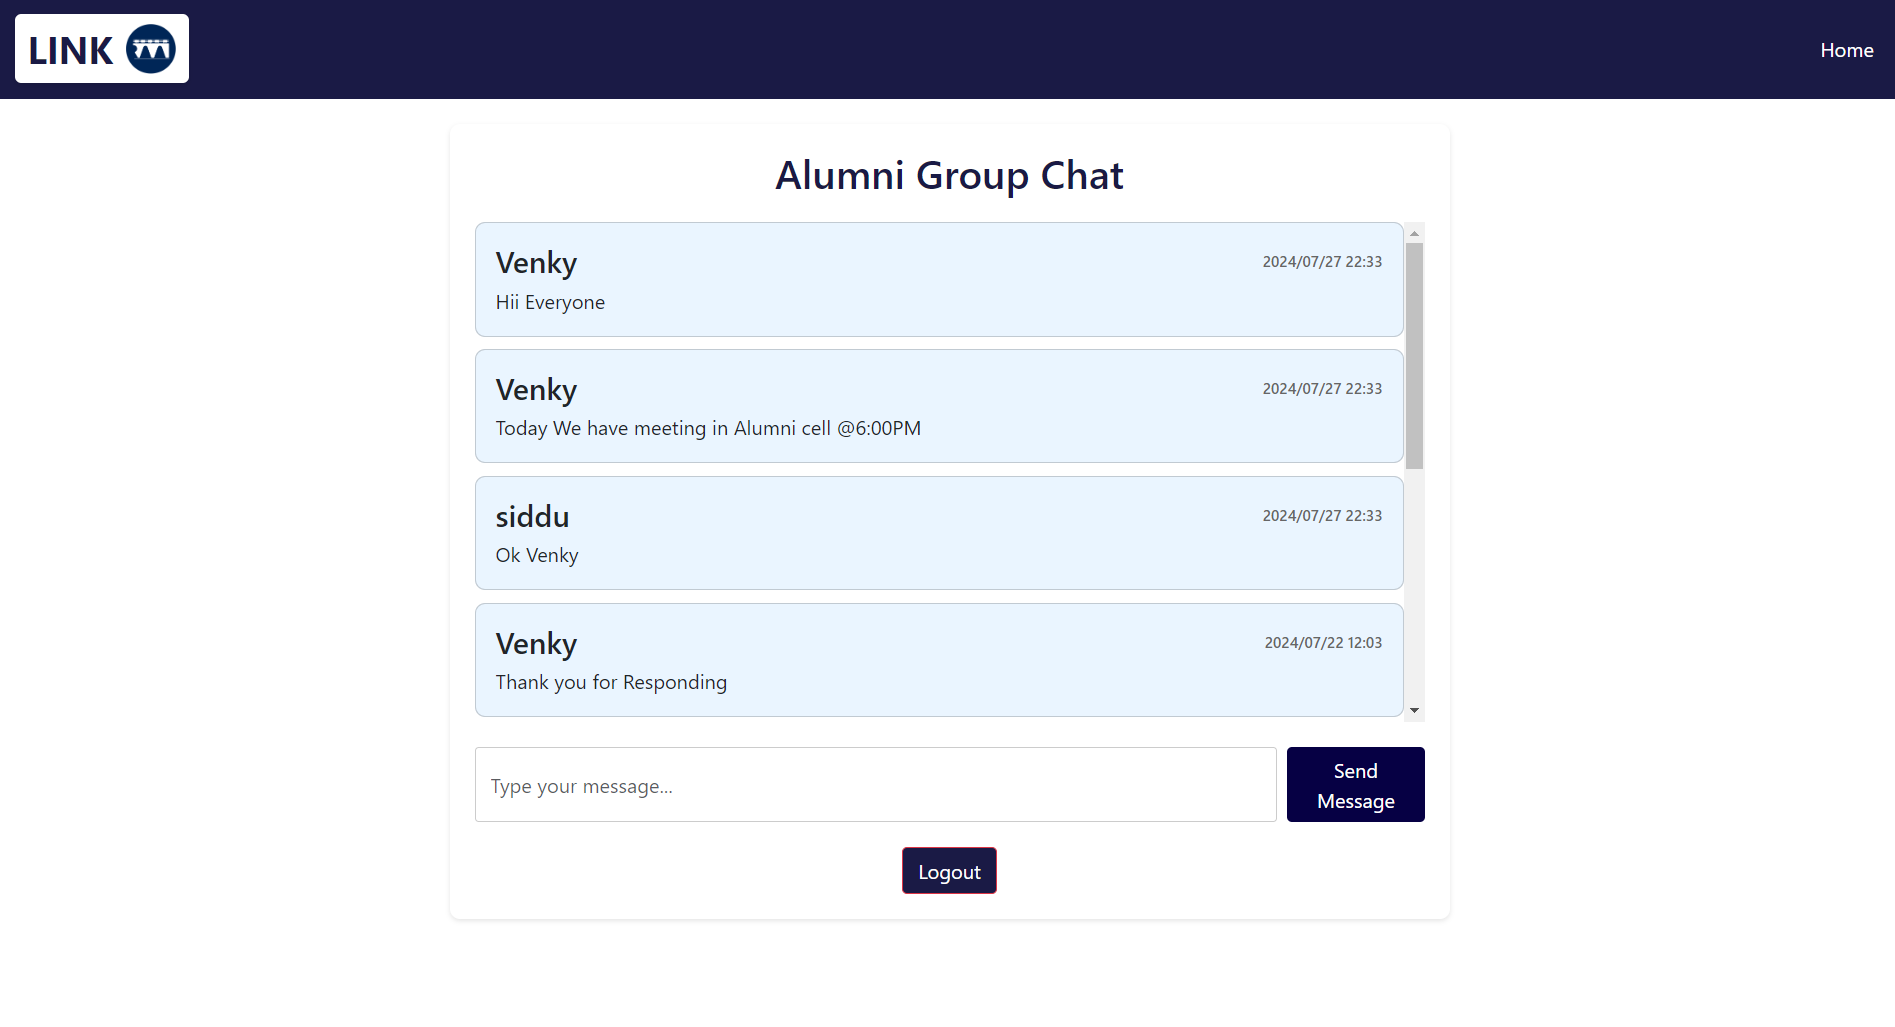 LINK
Home
Alumni Group Chat
Venky
2024/07/27 22:33
Hii Everyone
Venky
2024/07/27 22:33
Today We have meeting in Alumni cell @6:00PM
siddu
2024/07/27 22:33
Ok Venky
Venky
2024/07/22 12:03
Thank you for Responding
Type your message...
Send
Message
Logout